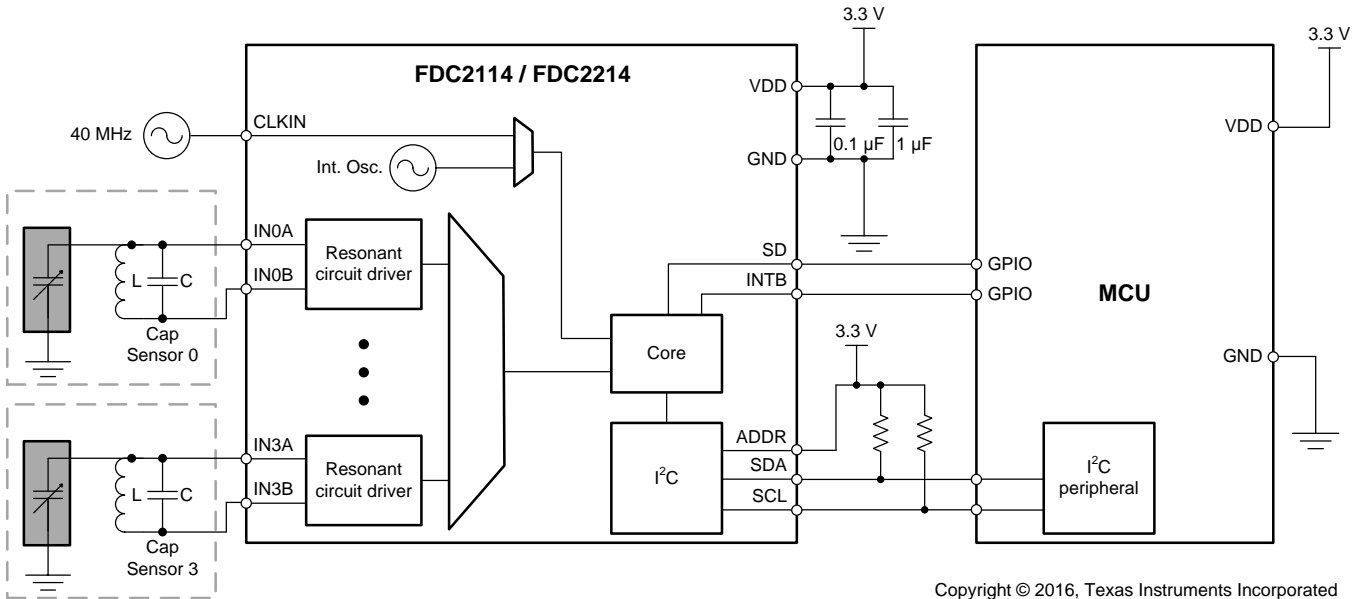 3.3 V
3.3 V
FDC2114 / FDC2214
VDD
40 MHz
CLKIN
VDD
0.1 µF
1 µF
GND
Int. Osc.
IN0A
Resonant
circuit driver
SD
GPIO
IN0B
INTB
GPIO
MCU
L
C
Cap
Sensor 0
Core
3.3 V
GND
IN3A
Resonant
circuit driver
ADDR
IN3B
I²C
SDA
I²C
peripheral
SCL
L
C
Cap
Sensor 3
Copyright © 2016, Texas Instruments Incorporated